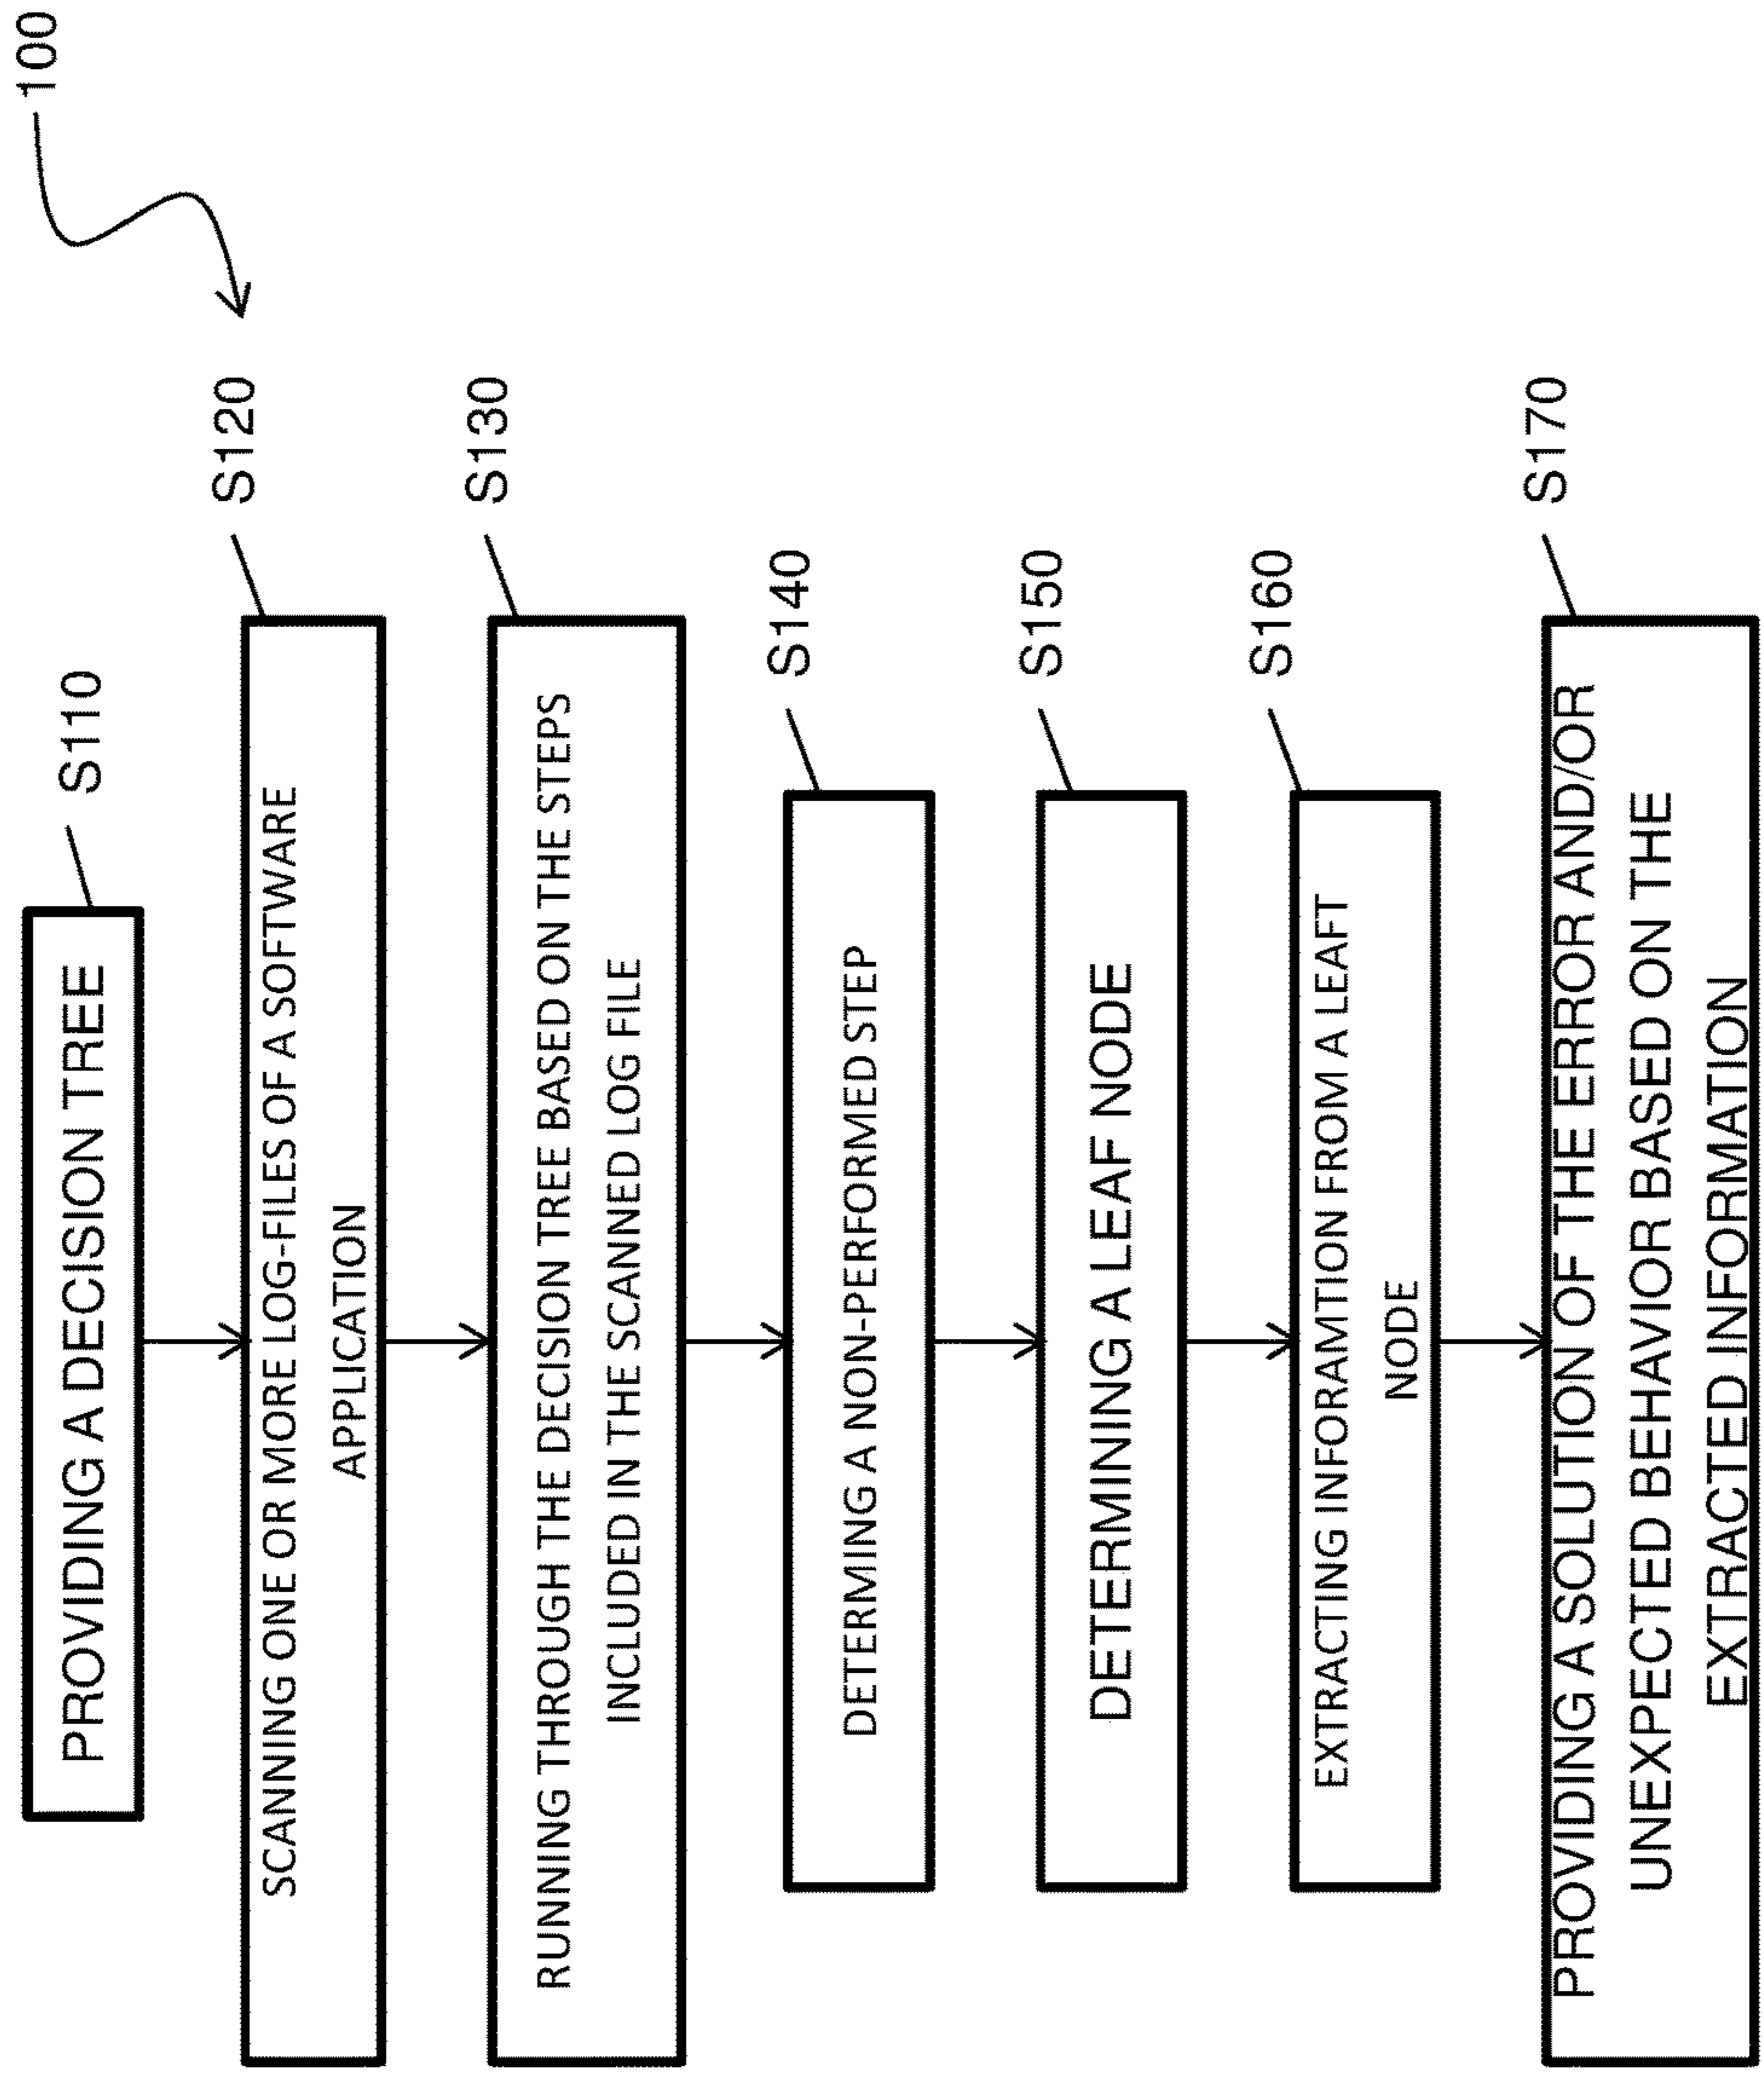 100
S110
PROVIDING A DECISION TREE
S120
SCANNING ONE OR MORE LOG-FILES OF A SOFTWARE
APPLICATION
S130
RUNNING THROUGH THE DECISION TREE BASED ON THE STEPS
INCLUDED IN THE SCANNED LOG FILE
S140
DETERMING A NON-PERFORMED STEP
S150
DETERMINING A LEAF NODE
S160
EXTRACTING INFORAMTION FROM A LEAFT
NODE
S170
PROVIDING A SOLUTION OF THE ERROR AND/OR
UNEXPECTED BEHAVIOR BASED ON THE
EXTRACTED INFORMATION